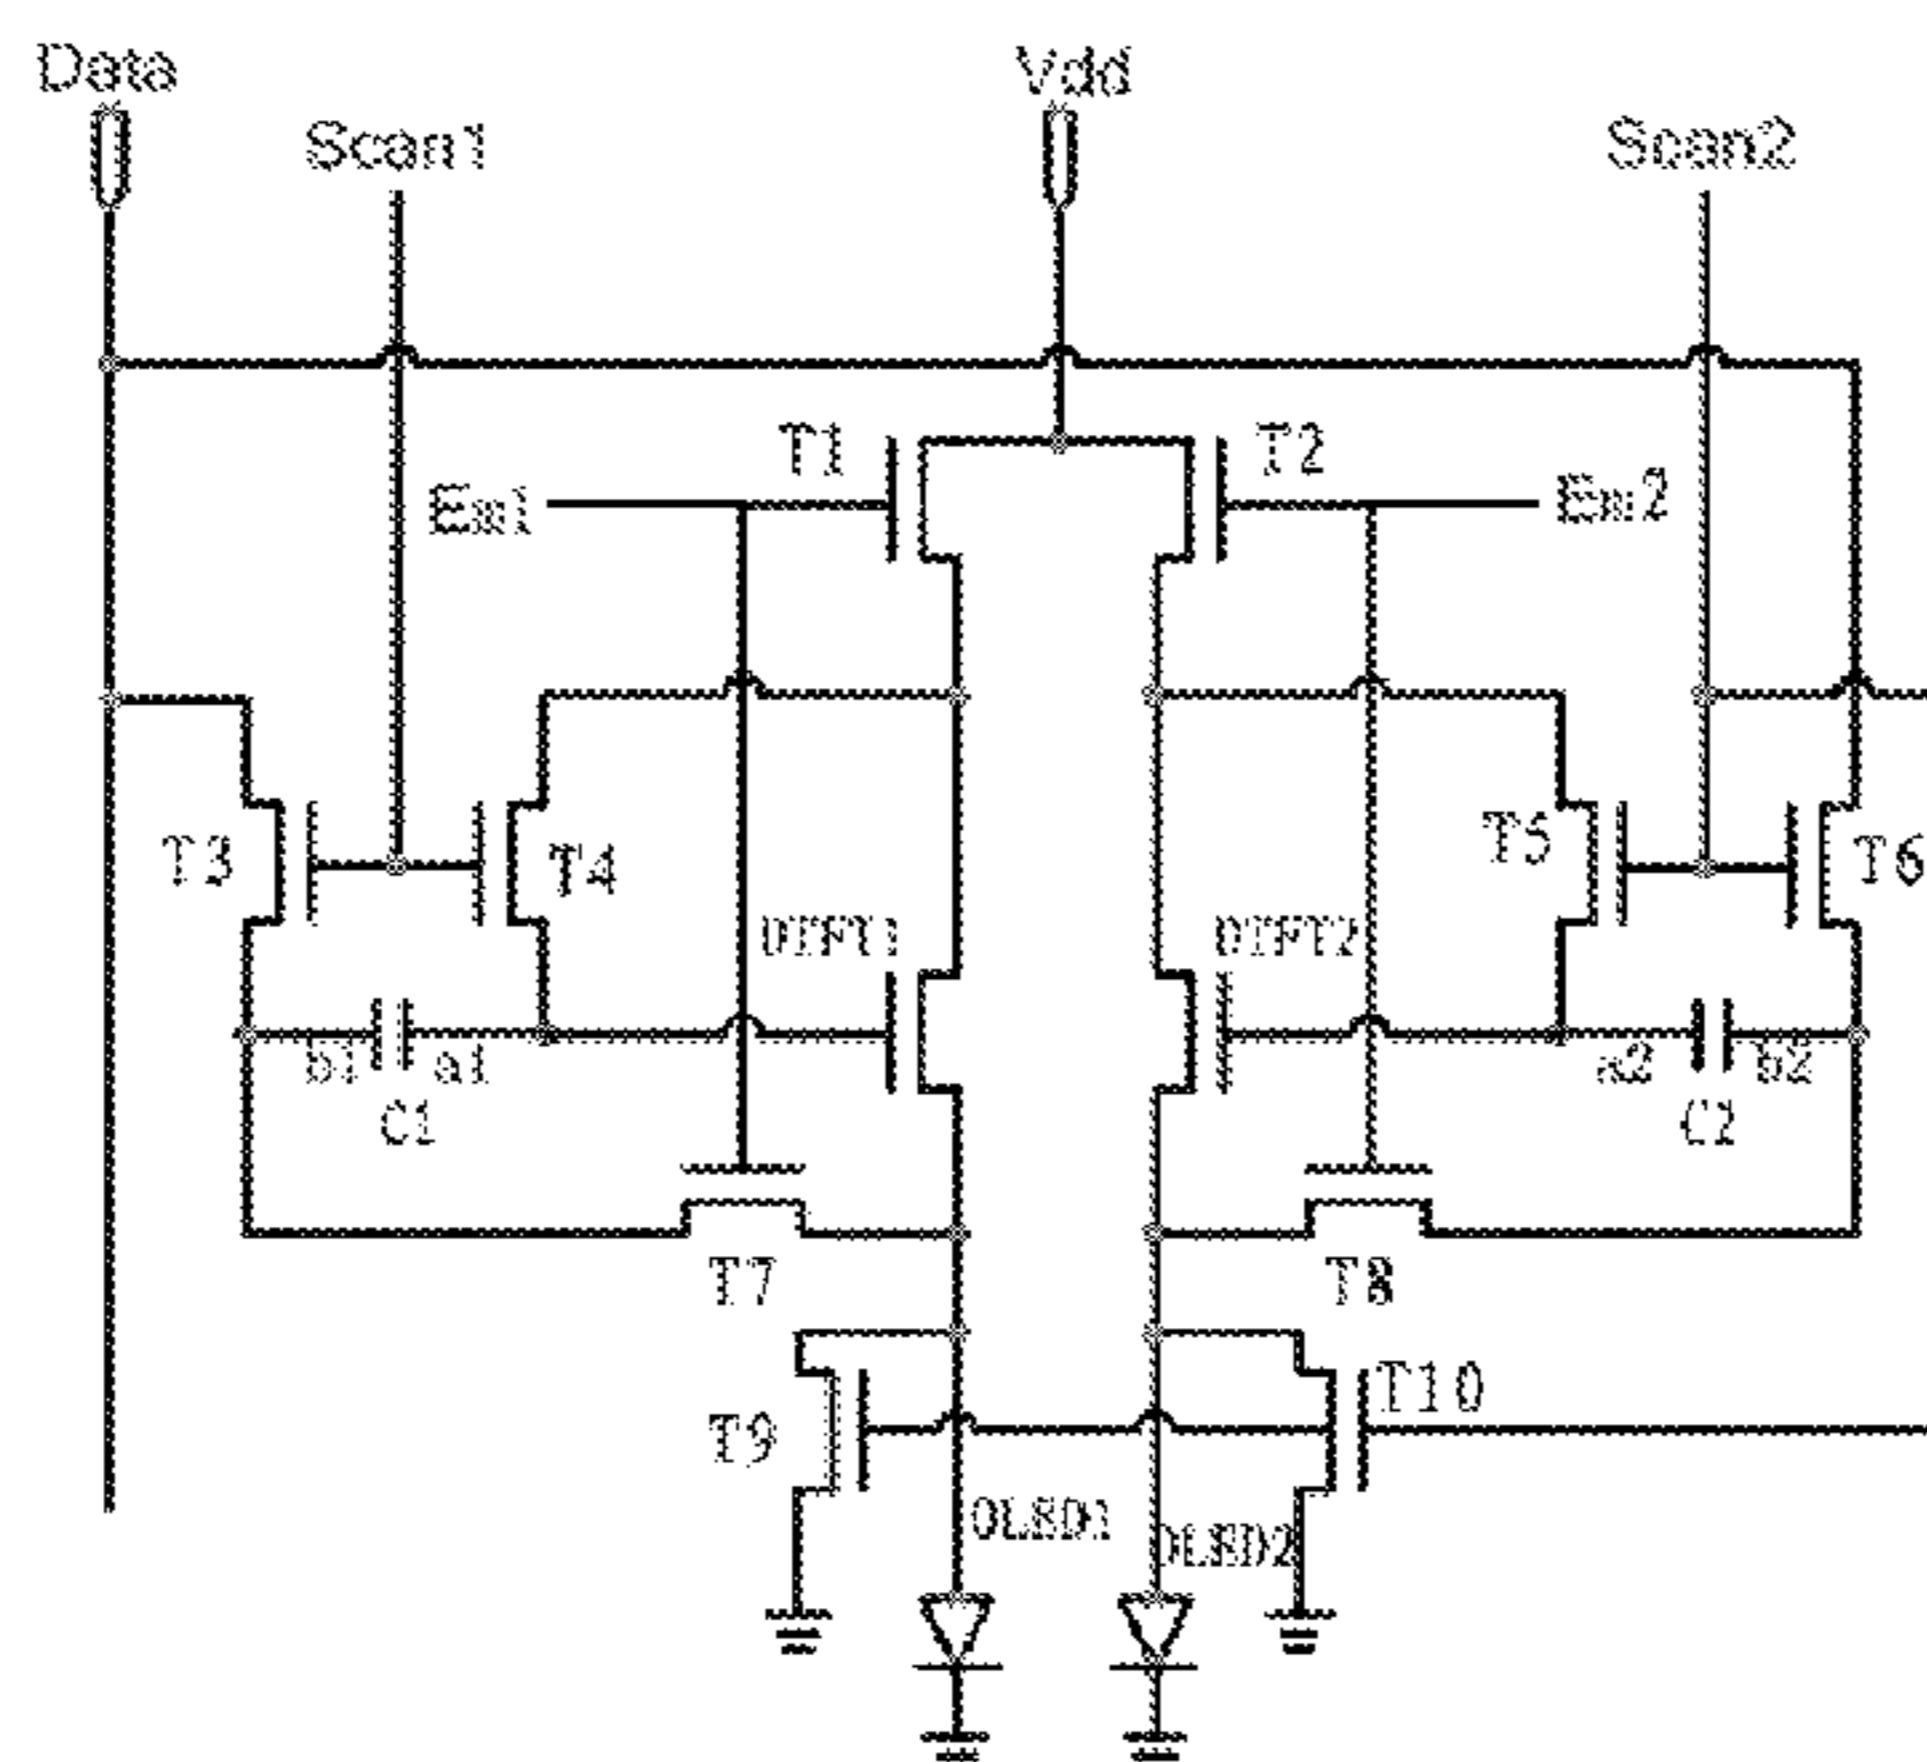 Data
Vdd
Scan1
Scan2
T1
T2
Em1
Em2
T3
T4
T5
T6
DTFT1
DTFT2
b1
a1
a2
b2
C1
C2
T7
T8
T9
T10
OLED1
OLED2